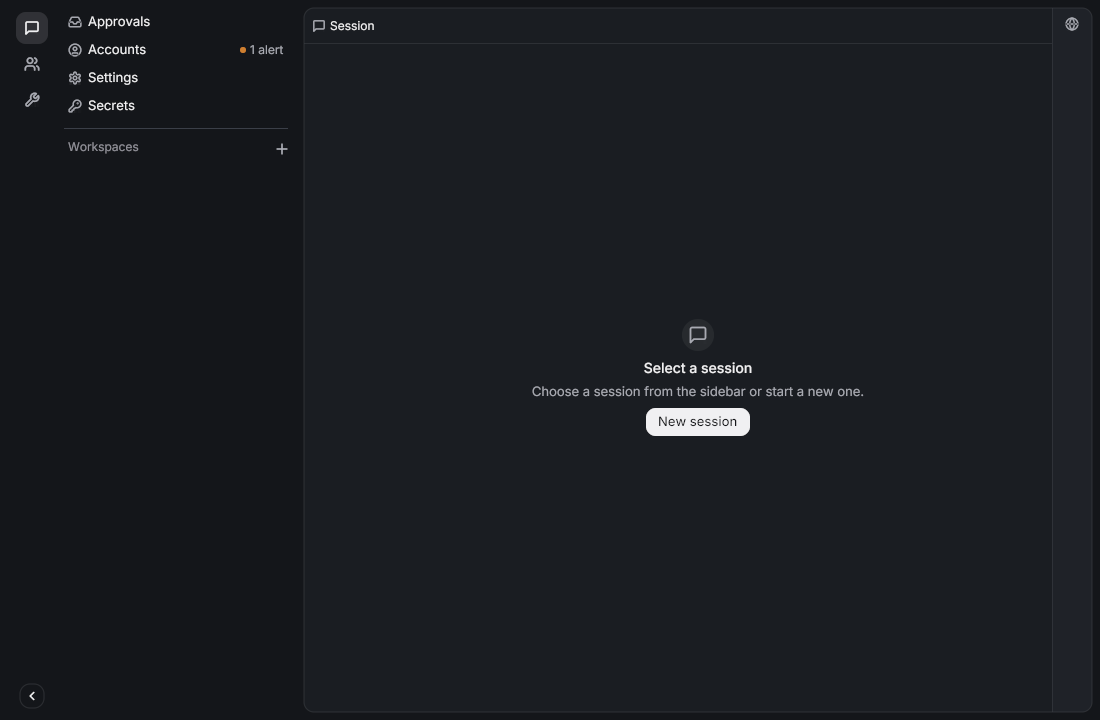 Approvals
Accounts
1 alert
Settings
Secrets
Workspaces
Session
Select a session
Choose a session from the sidebar or start a new one.
New session